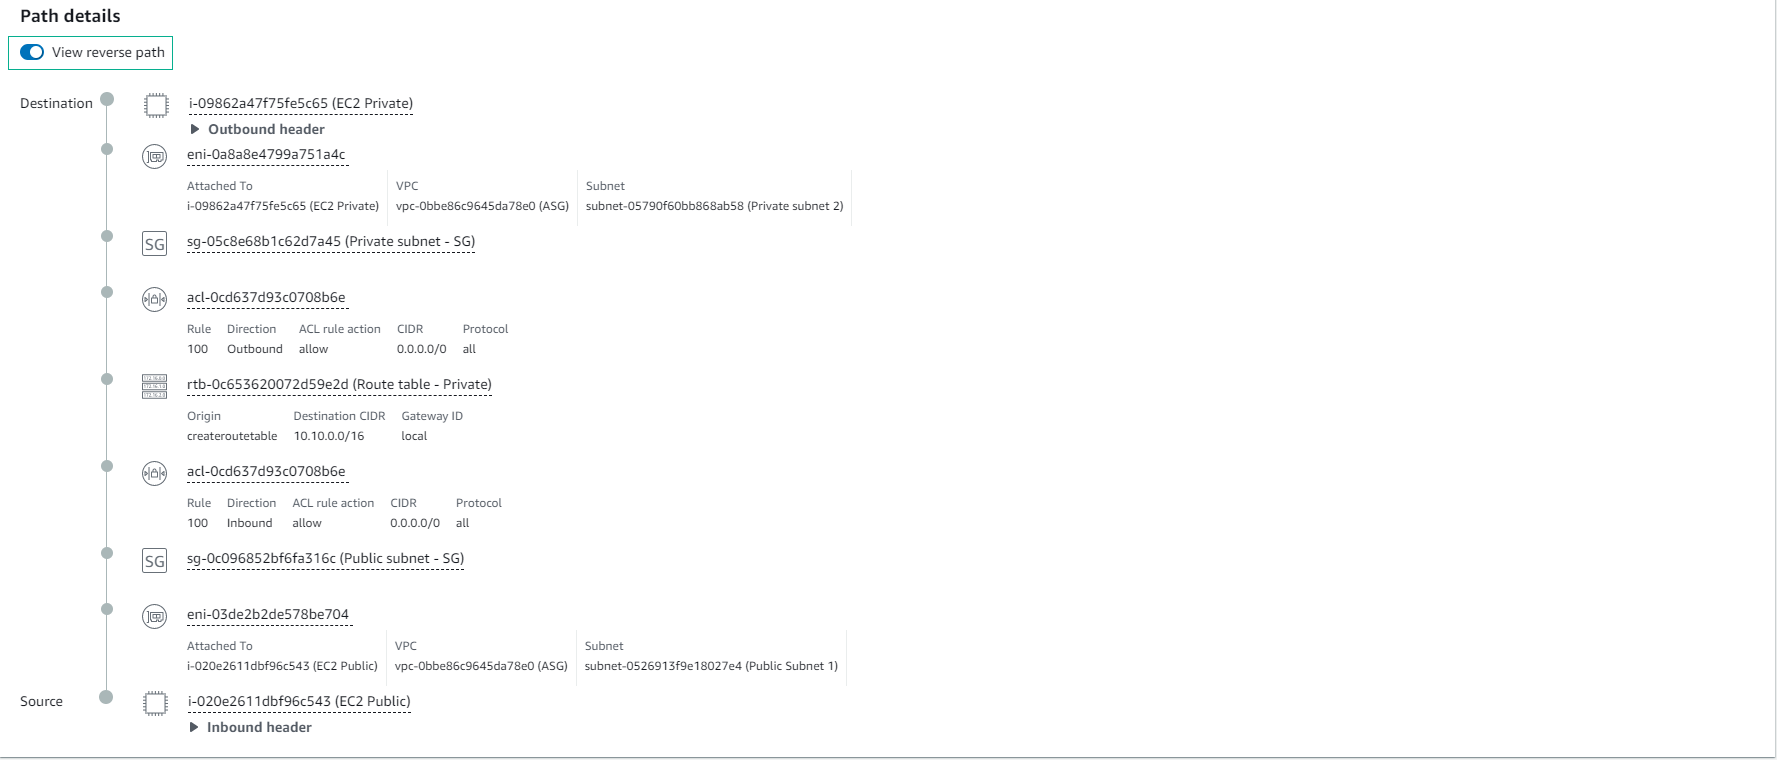 Path details
View reverse path
Destination
i-09862a47f75fe5c65 (EC2 Private)
Outbound header
eni-0a8a8e4799a751a4c
Attached To VPC Subnet
i-09862a47f75fe5c65 (EC2 Private) vpc-0bbe86c9645da78e0 (ASG) subnet-05790f60bb868ab58 (Private subnet 2)
SG sg-05c8e68b1c62d7a45 (Private subnet - SG)
acl-0cd637d93c0708b6e
Rule Direction ACL rule action CIDR Protocol
100 Outbound allow 0.0.0.0/0 all
rtb-0c653620072d59e2d (Route table - Private)
Origin Destination CIDR Gateway ID
createroutetable 10.10.0.0/16 local
acl-0cd637d93c0708b6e
Rule Direction ACL rule action CIDR Protocol
100 Inbound allow 0.0.0.0/0 all
SG sg-0c096852bf6fa316c (Public subnet - SG)
eni-03de2b2de578be704
Attached To VPC Subnet
i-020e2611dbf96c543 (EC2 Public) vpc-0bbe86c9645da78e0 (ASG) subnet-0526913f9e18027e4 (Public Subnet 1)
Source
i-020e2611dbf96c543 (EC2 Public)
Inbound header